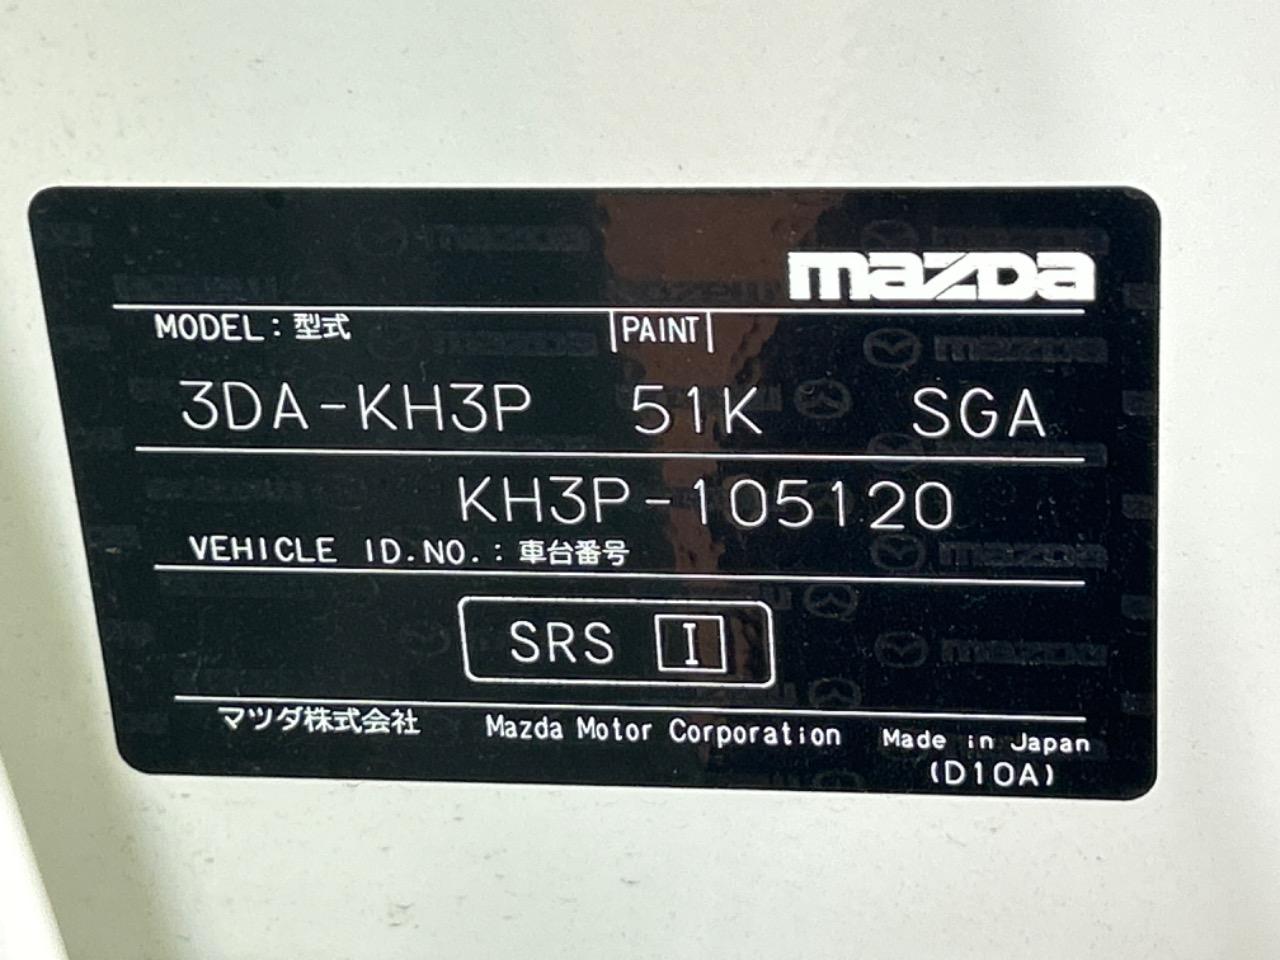 mazda
MODEL：型式 PAINT
3DA-KH3P 51K SGA
KH3P-105120
VEHICLE ID.NO.：車台番号
SRS I
マツダ株式会社 Mazda Motor Corporation Made in Japan
(D10A)